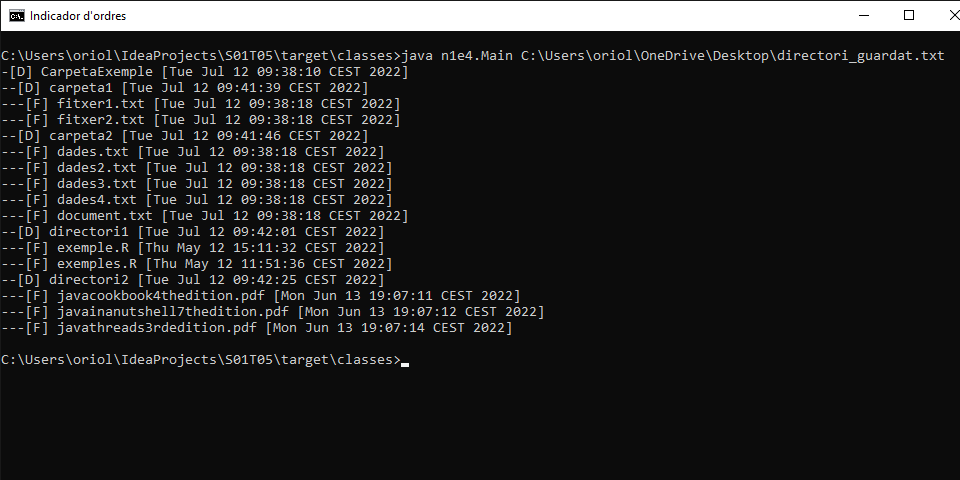 Indicador d'ordres
C:\Users\oriol\IdeaProjects\S01T05\target\classes>java n1e4.Main C:\Users\oriol\OneDrive\Desktop\directori_guardat.txt
-[D] CarpetaExemple [Tue Jul 12 09:38:10 CEST 2022]
--[D] carpeta1 [Tue Jul 12 09:41:39 CEST 2022]
---[F] fitxer1.txt [Tue Jul 12 09:38:18 CEST 2022]
---[F] fitxer2.txt [Tue Jul 12 09:38:18 CEST 2022]
--[D] carpeta2 [Tue Jul 12 09:41:46 CEST 2022]
---[F] dades.txt [Tue Jul 12 09:38:18 CEST 2022]
---[F] dades2.txt [Tue Jul 12 09:38:18 CEST 2022]
---[F] dades3.txt [Tue Jul 12 09:38:18 CEST 2022]
---[F] dades4.txt [Tue Jul 12 09:38:18 CEST 2022]
---[F] document.txt [Tue Jul 12 09:38:18 CEST 2022]
--[D] directori1 [Tue Jul 12 09:42:01 CEST 2022]
---[F] exemple.R [Thu May 12 15:11:32 CEST 2022]
---[F] exemples.R [Thu May 12 11:51:36 CEST 2022]
--[D] directori2 [Tue Jul 12 09:42:25 CEST 2022]
---[F] javacookbook4thedition.pdf [Mon Jun 13 19:07:11 CEST 2022]
---[F] javainanutshell7thedition.pdf [Mon Jun 13 19:07:12 CEST 2022]
---[F] javathreads3rdedition.pdf [Mon Jun 13 19:07:14 CEST 2022]
C:\Users\oriol\IdeaProjects\S01T05\target\classes>